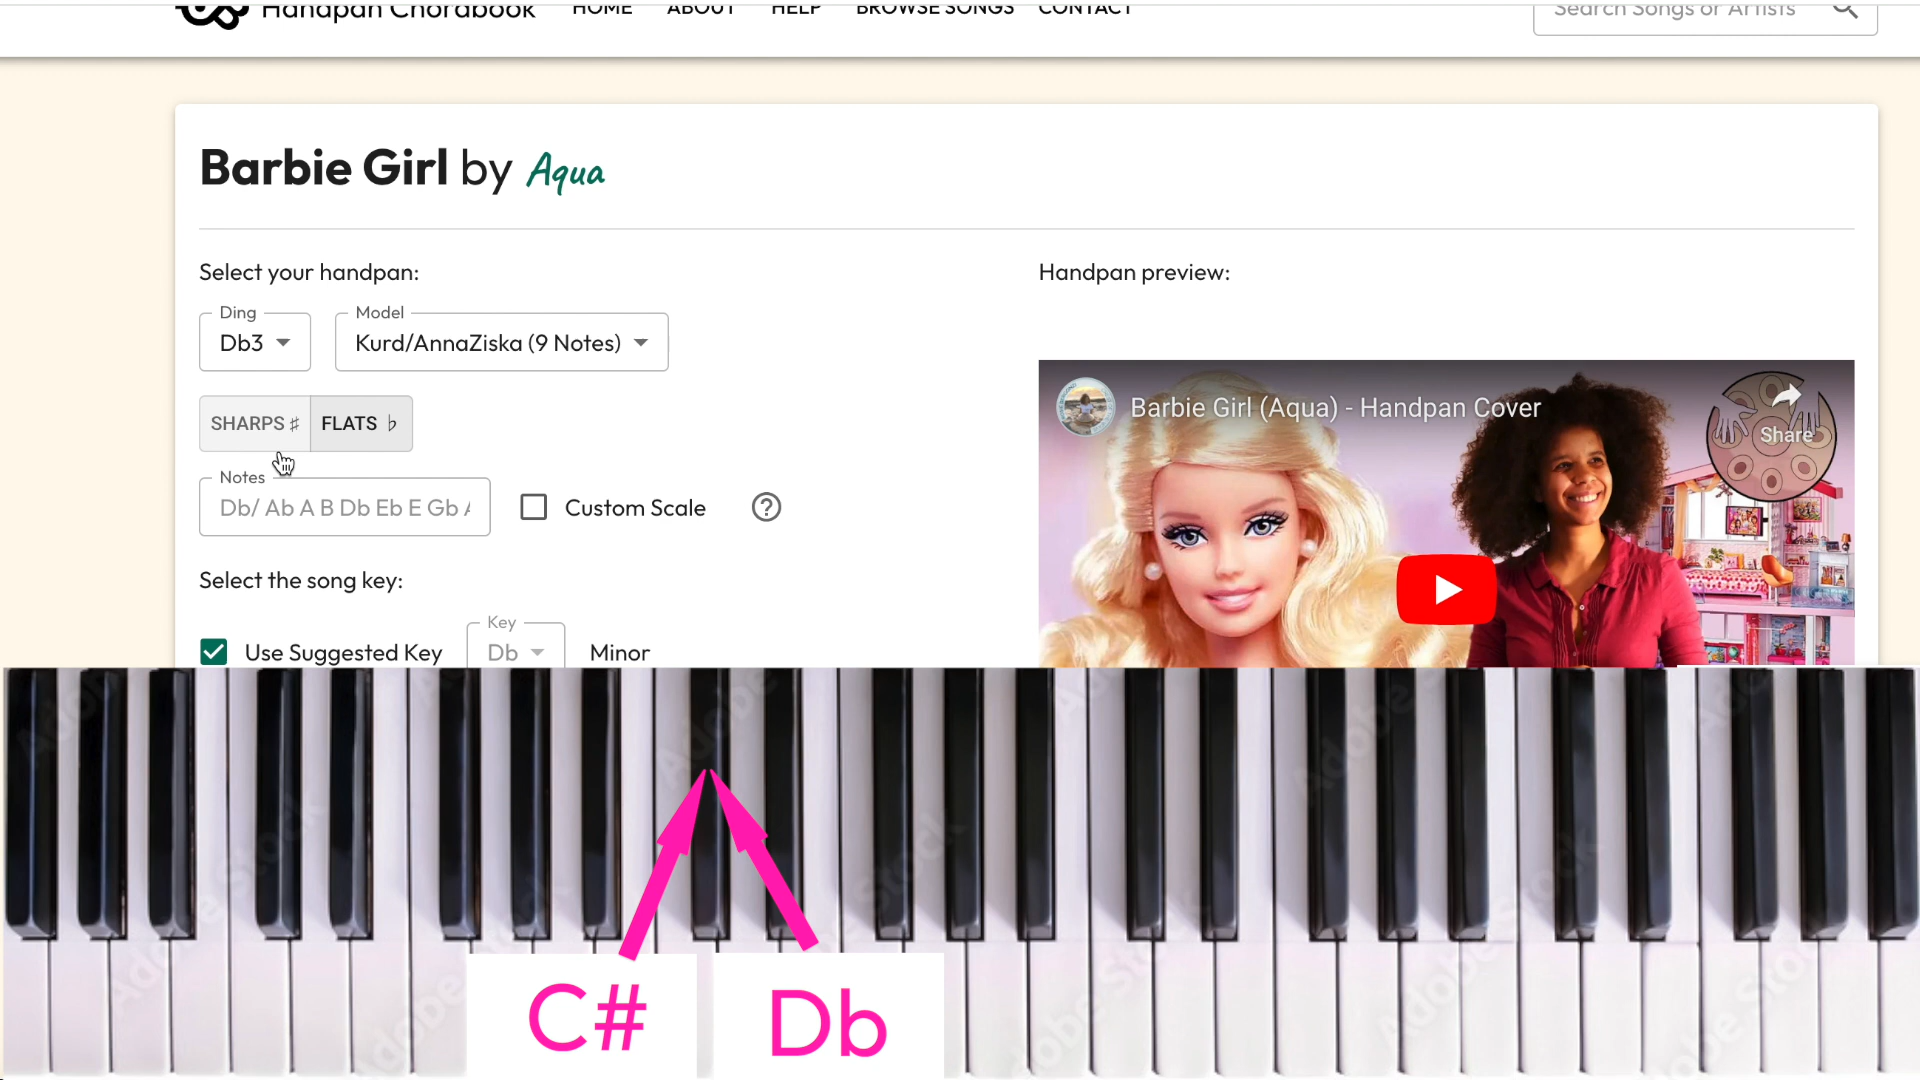 Handpan Chordbook HOME ABOUT HELP BROWSE SONGS CONTACT Search Songs or Artists
Barbie Girl by Aqua
Select your handpan:
Handpan preview:
Ding
Model
Db3
Kurd/AnnaZiska (9 Notes)
SHARPS ♯
FLATS ♭
Barbie Girl (Aqua) - Handpan Cover
Share
Notes
Db/ Ab A B Db Eb E Gb
Custom Scale
?
Select the song key:
Key
Use Suggested Key
Db
Minor
Adobe Stock
C#
Db